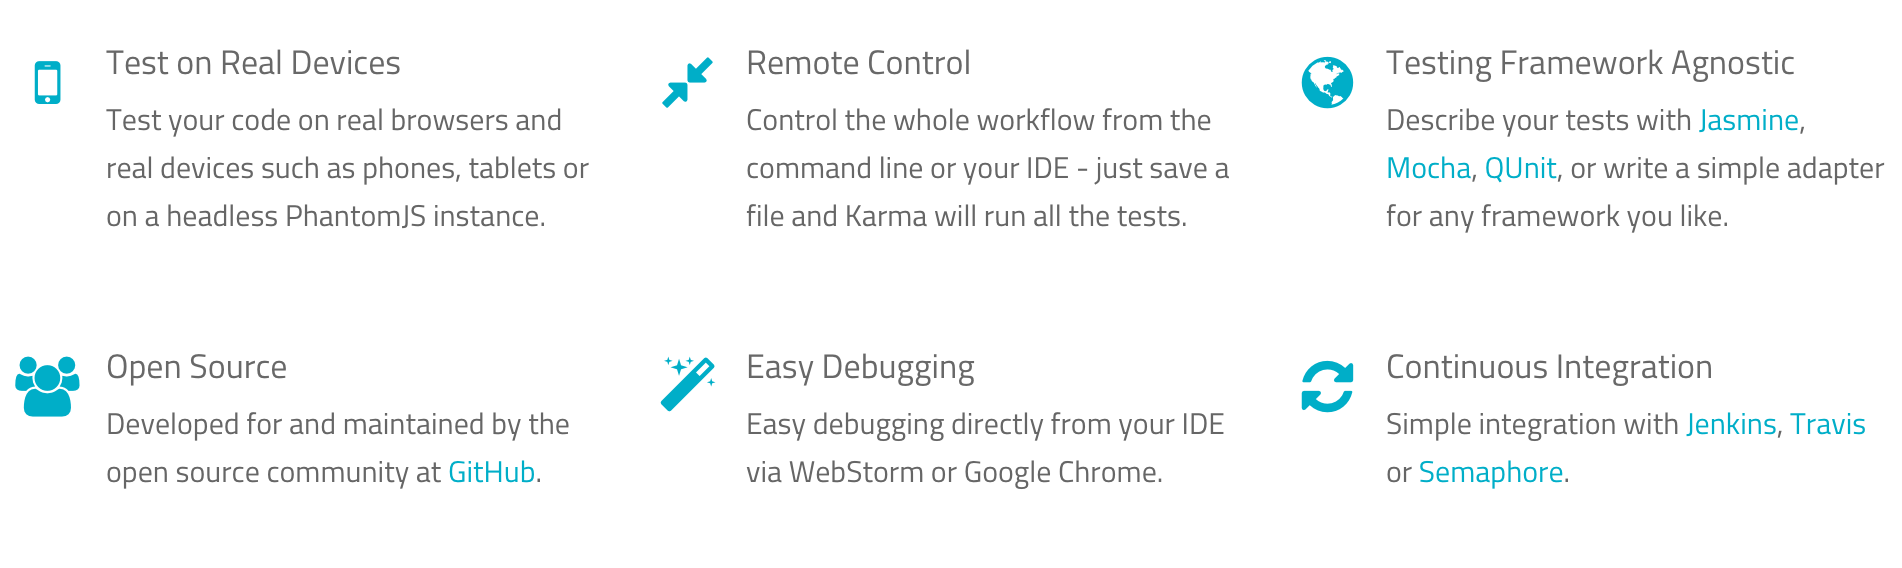 Test on Real Devices
Test your code on real browsers and
real devices such as phones, tablets or
on a headless PhantomJS instance.
Remote Control
Control the whole workflow from the
command line or your IDE - just save a
file and Karma will run all the tests.
Testing Framework Agnostic
Describe your tests with Jasmine,
Mocha, QUnit, or write a simple adapter
for any framework you like.
Open Source
Developed for and maintained by the
open source community at GitHub.
Easy Debugging
Easy debugging directly from your IDE
via WebStorm or Google Chrome.
Continuous Integration
Simple integration with Jenkins, Travis
or Semaphore.